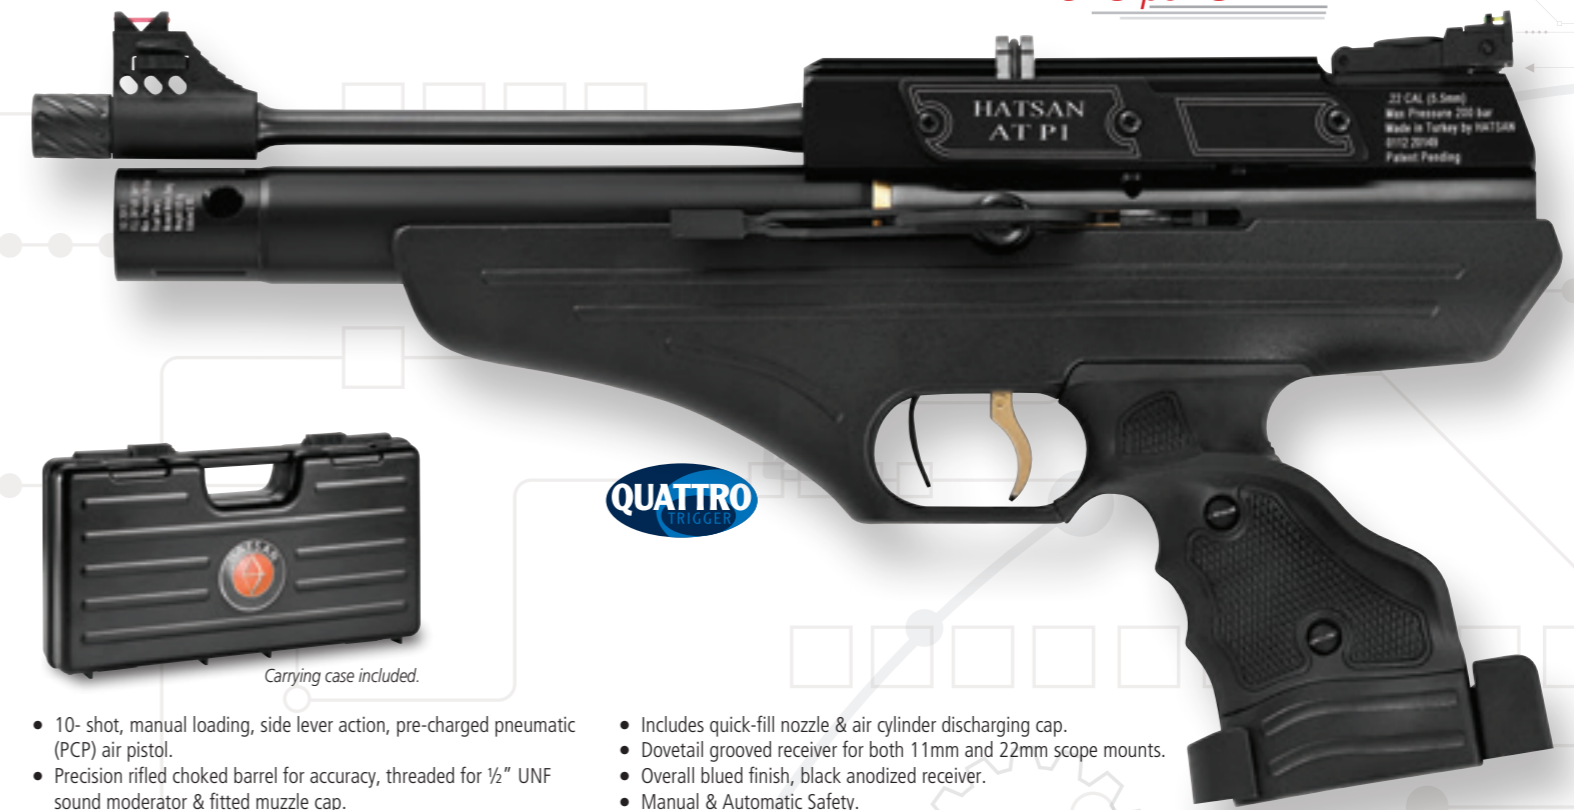 HATSAN
AT P1
.22 CAL (5.5mm)
Max Pressure 200 bar
Made in Turkey by HATSAN
Patent Pending
QUATTRO
TRIGGER
Carrying case included.
• 10- shot, manual loading, side lever action, pre-charged pneumatic
(PCP) air pistol.
• Precision rifled choked barrel for accuracy, threaded for ½” UNF
sound moderator & fitted muzzle cap.
• Includes quick-fill nozzle & air cylinder discharging cap.
• Dovetail grooved receiver for both 11mm and 22mm scope mounts.
• Overall blued finish, black anodized receiver.
• Manual & Automatic Safety.